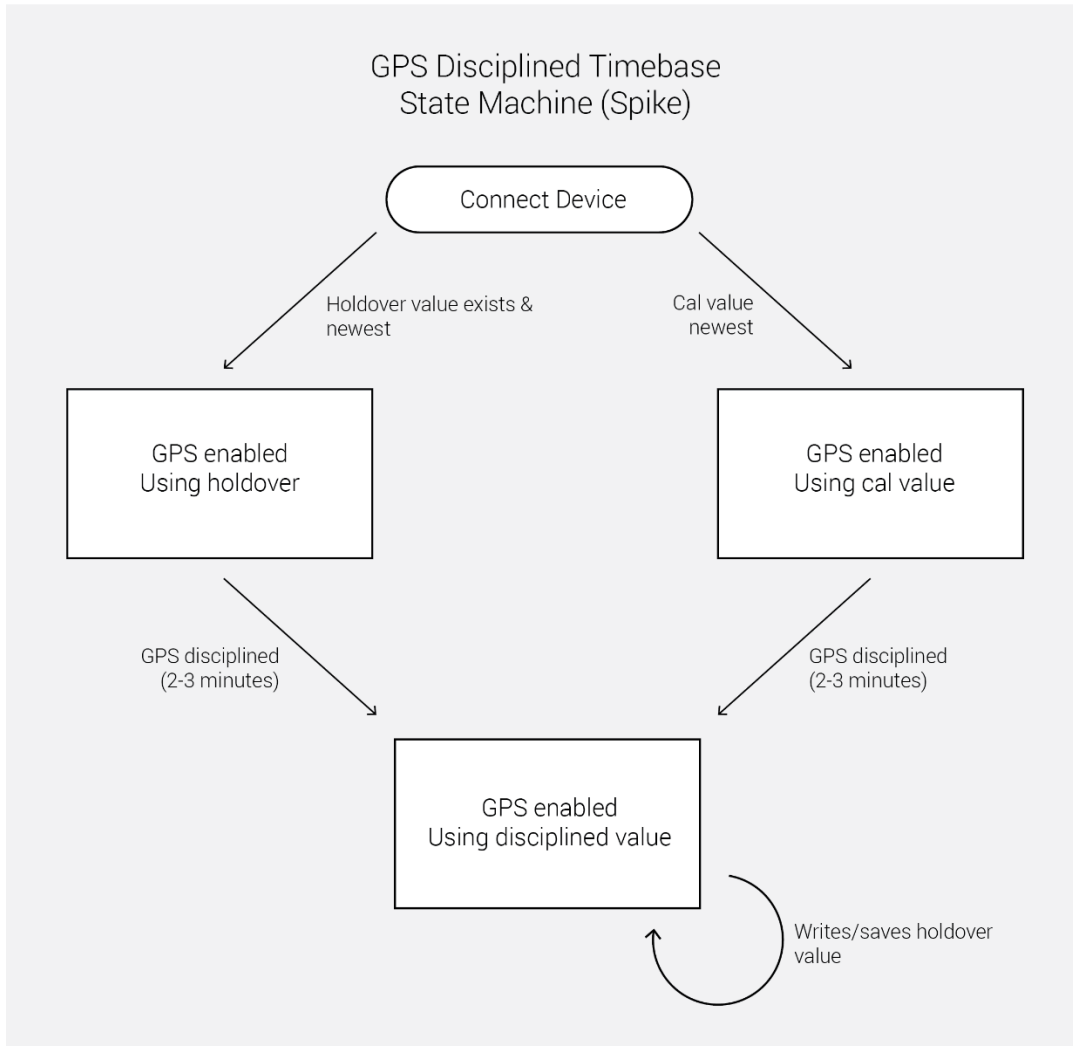 GPS Disciplined Timebase
State Machine (Spike)
Connect Device
Holdover value exists &
newest
Cal value
newest
GPS enabled
Using holdover
GPS enabled
Using cal value
GPS disciplined
(2-3 minutes)
GPS disciplined
(2-3 minutes)
GPS enabled
Using disciplined value
Writes/saves holdover
value